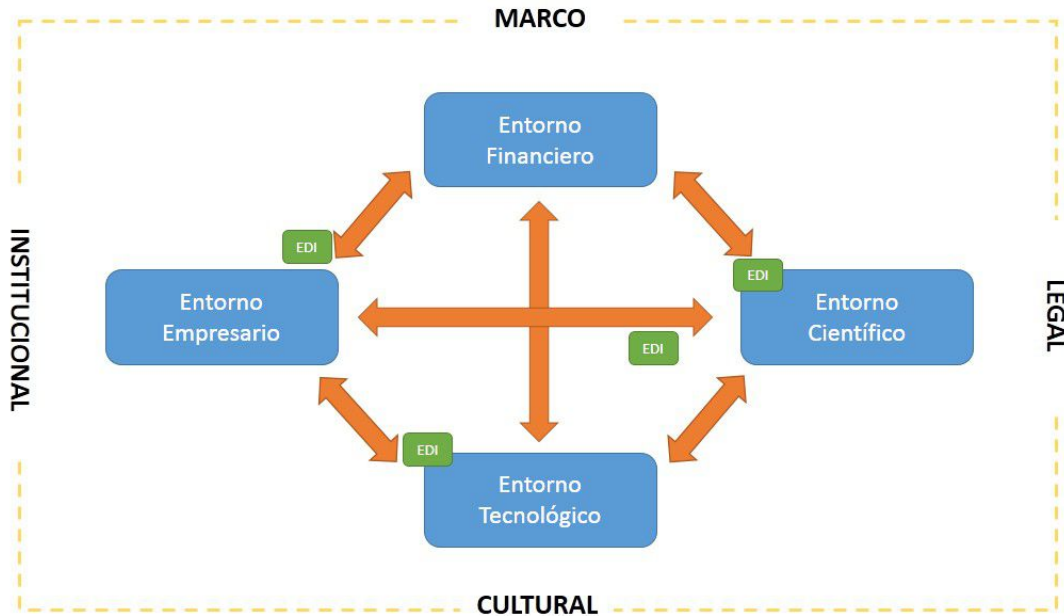 MARCO
Entorno
Financiero
EDI
EDI
INSTITUCIONAL
Entorno
Empresario
Entorno
Científico
LEGAL
EDI
EDI
Entorno
Tecnológico
CULTURAL